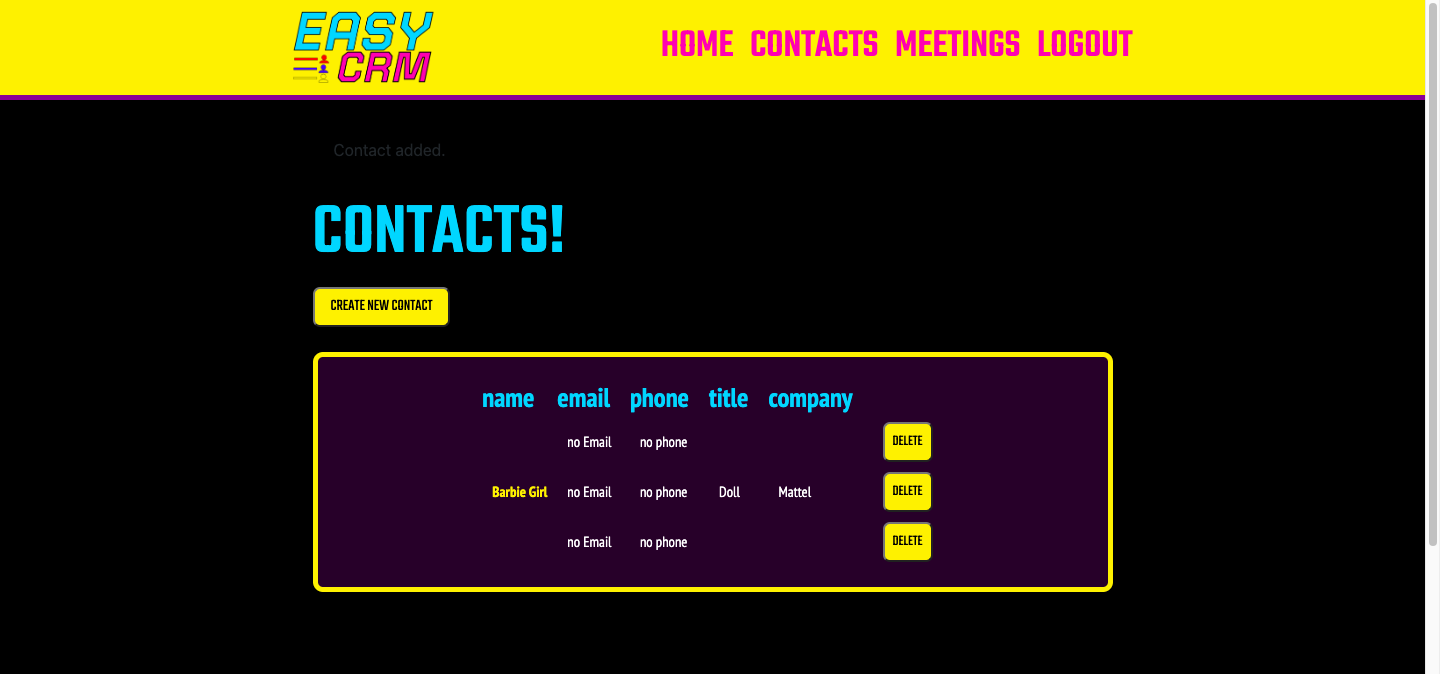 EASY
CRM
HOME CONTACTS MEETINGS LOGOUT
Contact added.
CONTACTS!
CREATE NEW CONTACT
name email phone title company
no Email no phone DELETE
Barbie Girl no Email no phone Doll Mattel DELETE
no Email no phone DELETE